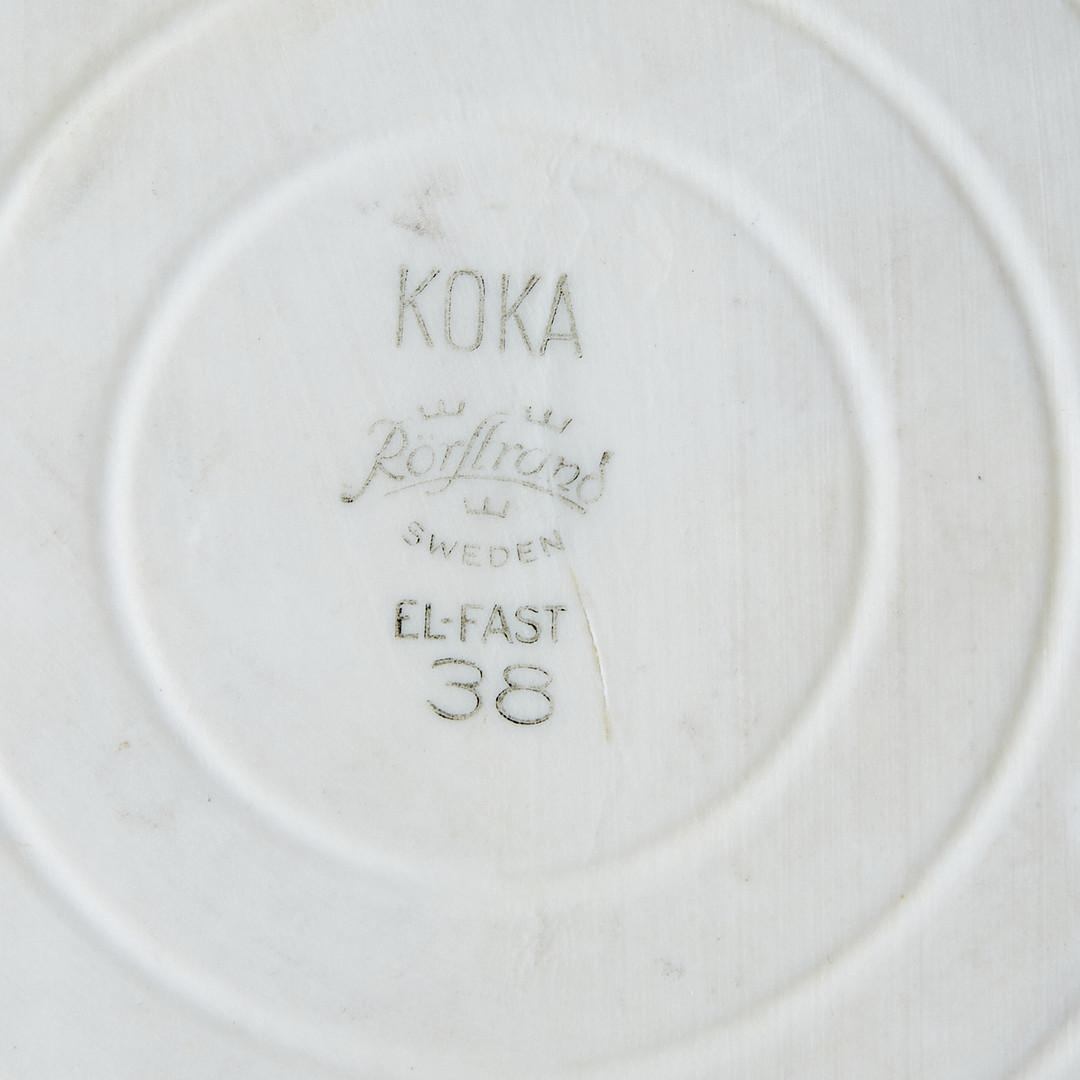 KOKA
Rörstrand
SWEDEN
EL-FAST
38